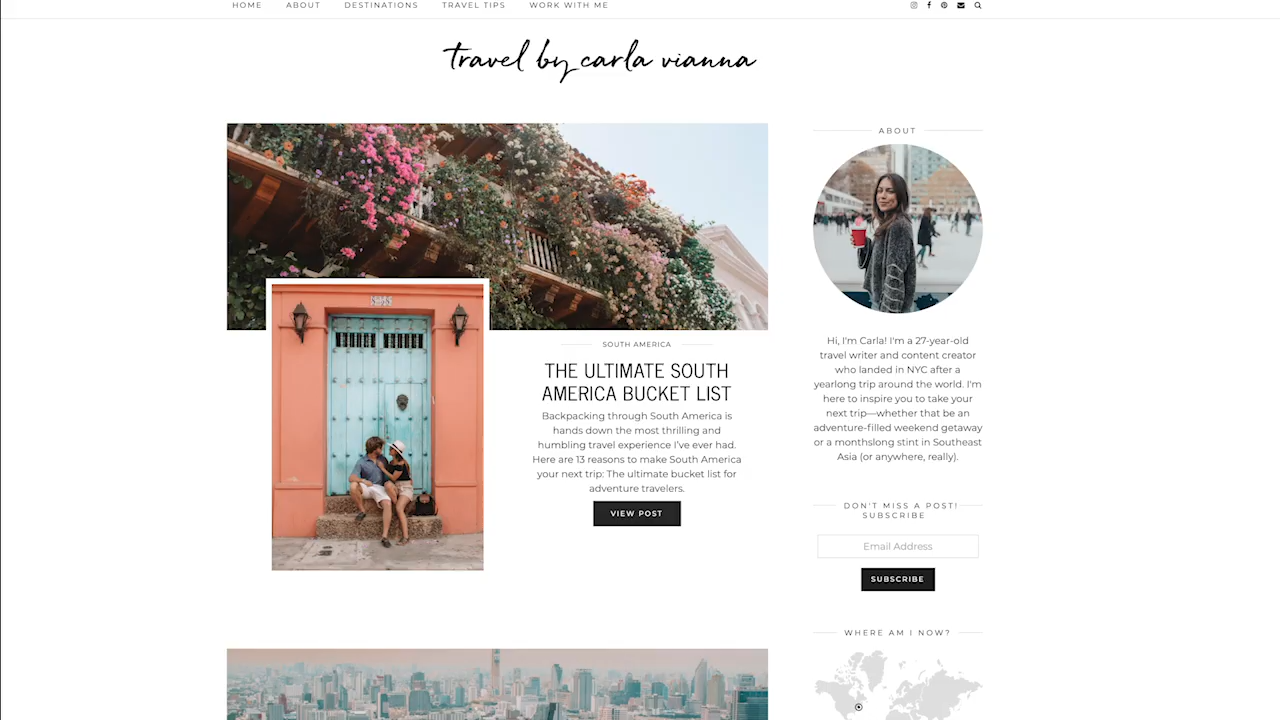 HOME ABOUT DESTINATIONS TRAVEL TIPS WORK WITH ME
travel by carla vianna
SOUTH AMERICA
THE ULTIMATE SOUTH
AMERICA BUCKET LIST
Backpacking through South America is
hands down the most thrilling and
humbling travel experience I've ever had.
Here are 13 reasons to make South America
your next trip: The ultimate bucket list for
adventure travelers.
VIEW POST
ABOUT
Hi, I'm Carla! I'm a 27-year-old
travel writer and content creator
who landed in NYC after a
yearlong trip around the world. I'm
here to inspire you to take your
next trip—whether that be an
adventure-filled weekend getaway
or a monthslong stint in Southeast
Asia (or anywhere, really).
DON'T MISS A POST!
SUBSCRIBE
Email Address
SUBSCRIBE
WHERE AM I NOW?